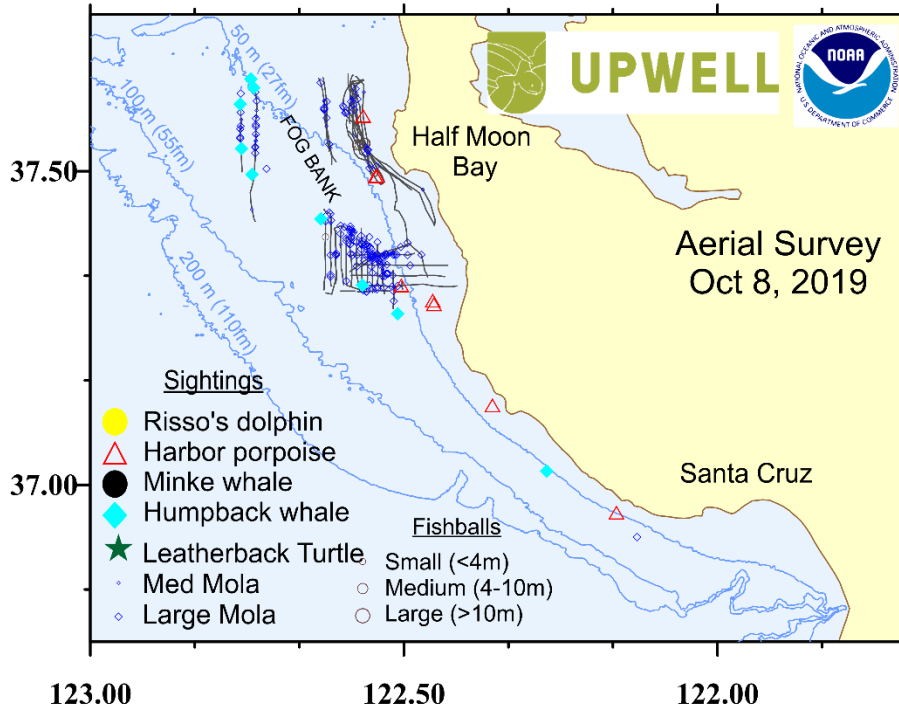 50 m (27fm)
100 m (55fm)
200 m (110fm)
FOG BANK
UPWELL
NATIONAL OCEANIC AND ATMOSPHERIC ADMINISTRATION
NOAA
U.S. DEPARTMENT OF COMMERCE
Half Moon
Bay
37.50
Aerial Survey
Oct 8, 2019
Sightings
Risso's dolphin
Harbor porpoise
Minke whale
Humpback whale
Leatherback Turtle
Med Mola
Large Mola
Fishballs
Small (<4m)
Medium (4-10m)
Large (>10m)
37.00
Santa Cruz
123.00
122.50
122.00